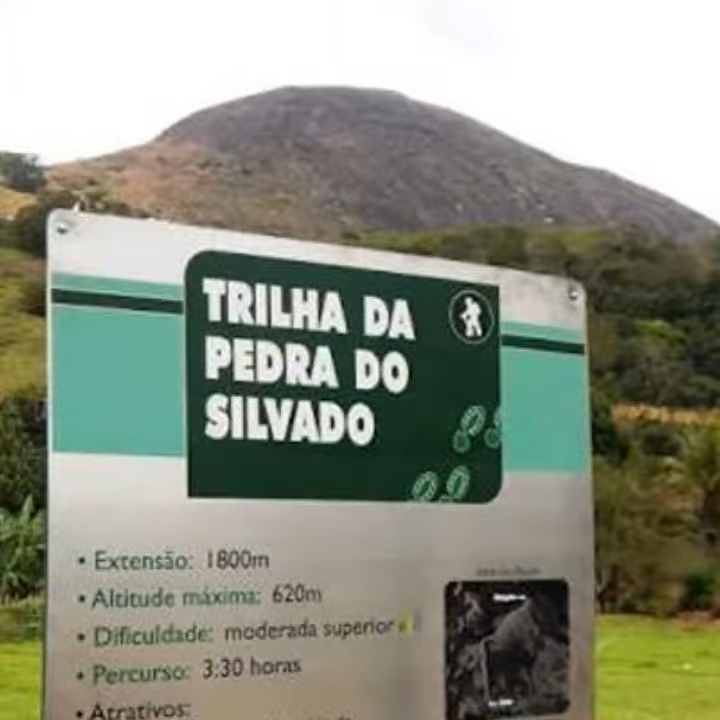 TRILHA DA
PEDRA DO
SILVADO
• Extensão: 1800m
• Altitude máxima: 620m
• Dificuldade: moderada superior
• Percurso: 3:30 horas
• Atrativos: